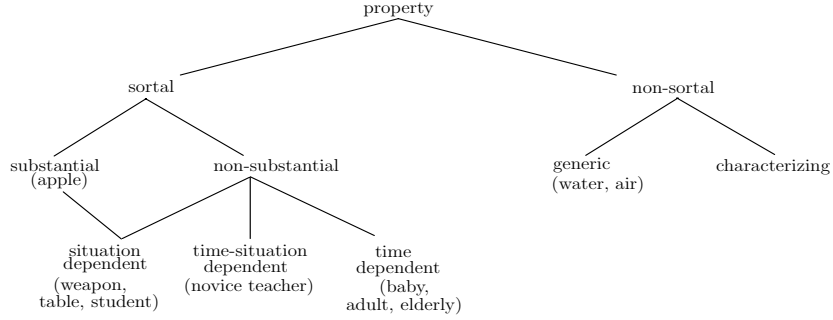 property
sortal
non-sortal
substantial
(apple)
non-substantial
generic
(water, air)
characterizing
situation
dependent
(weapon,
table, student)
time-situation
dependent
(novice teacher)
time
dependent
(baby,
adult, elderly)